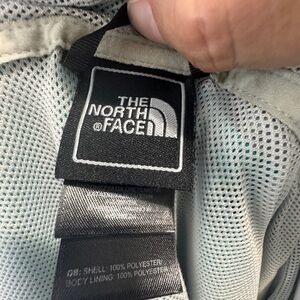 THE
NORTH
®FACE
GB: SHELL: 100% POLYESTER/
BODY LINING: 100% POLYESTER